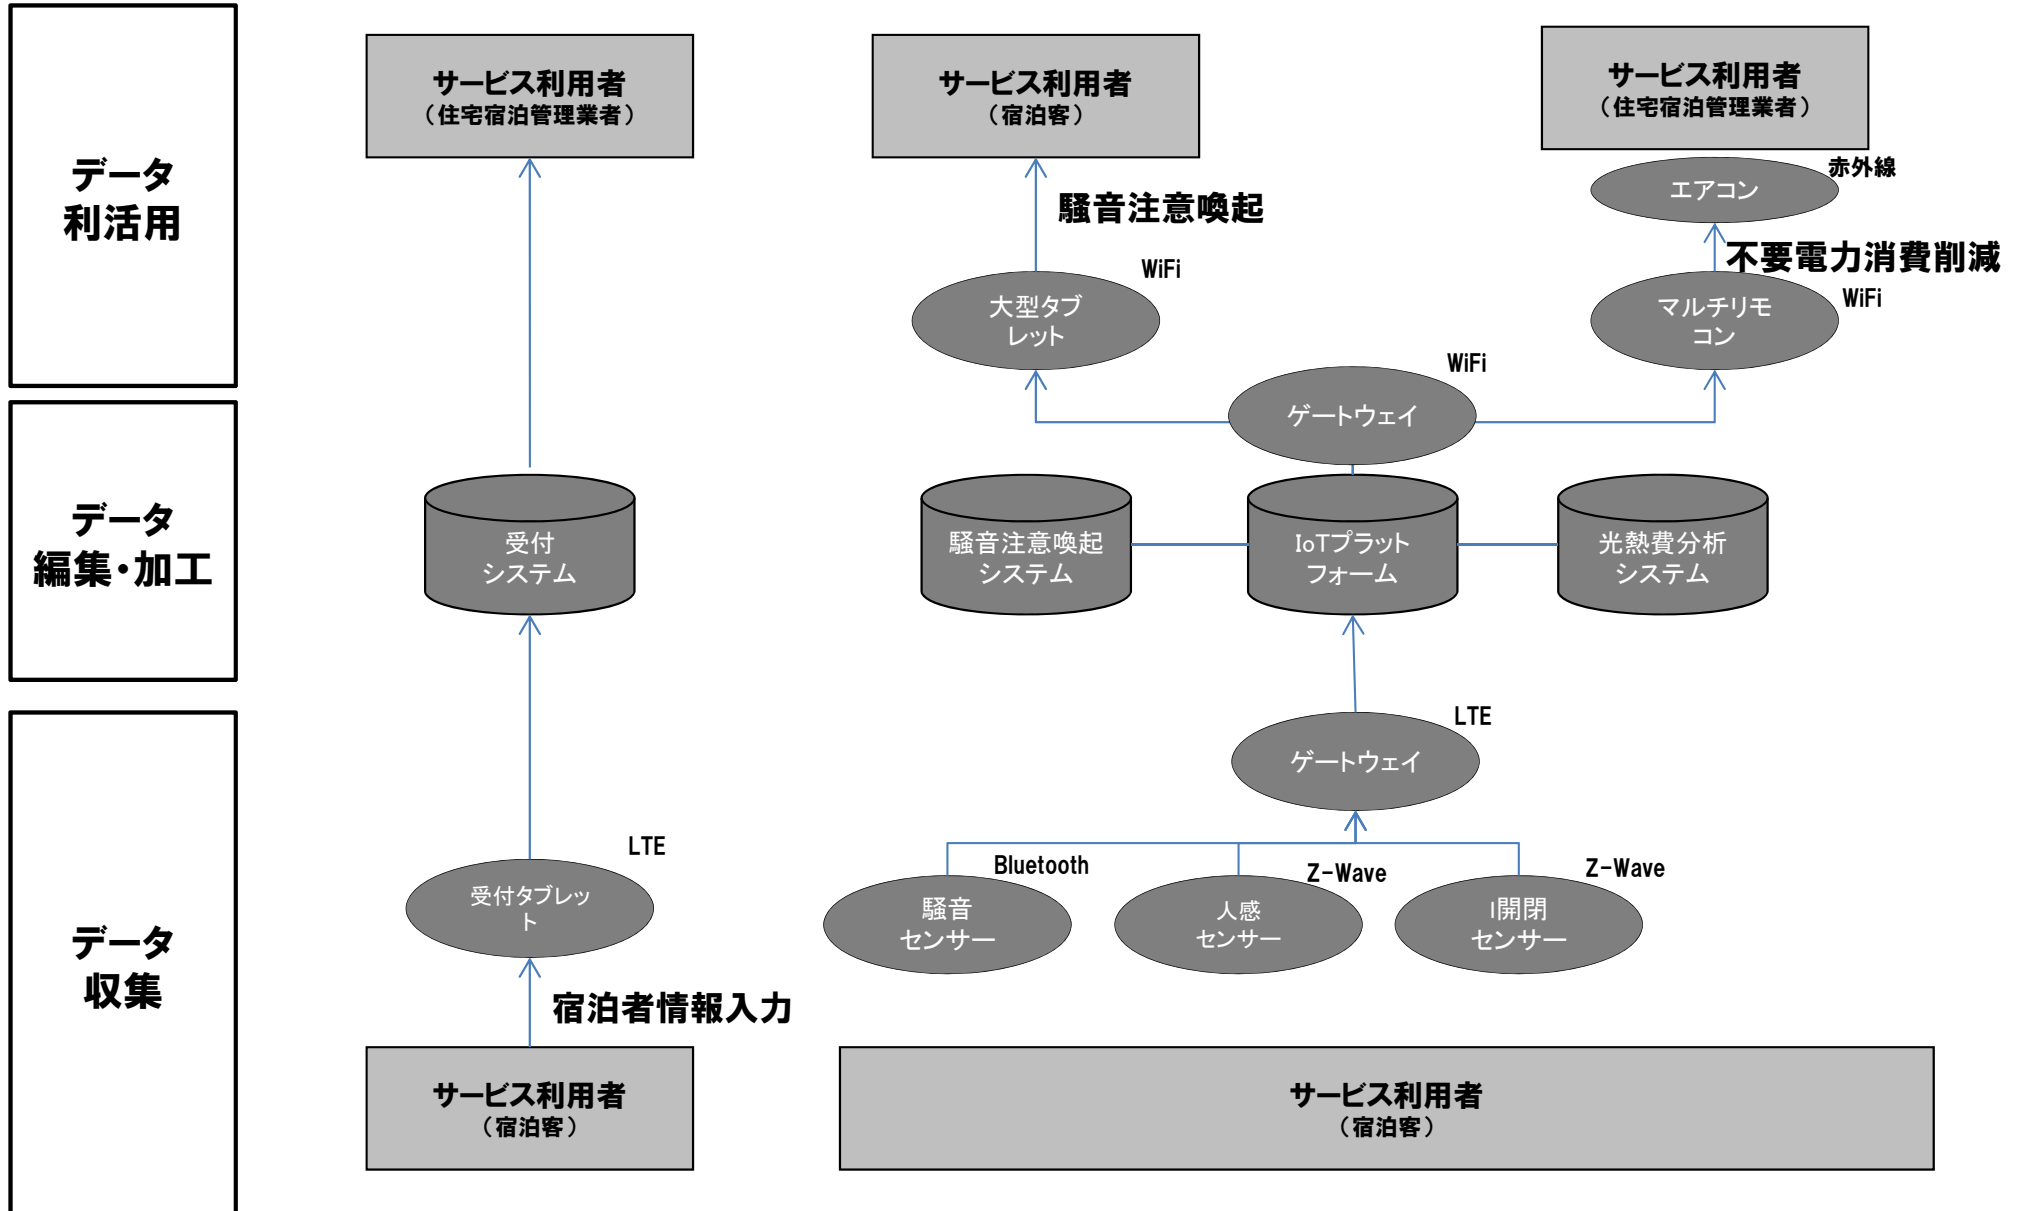 データ
利活用
サービス利用者
（住宅宿泊管理業者）
サービス利用者
（宿泊客）
サービス利用者
（住宅宿泊管理業者）
赤外線
エアコン
騒音注意喚起
不要電力消費削減
WiFi
大型タブ
レット
WiFi
マルチリモ
コン
WiFi
ゲートウェイ
データ
編集・加工
受付
システム
騒音注意喚起
システム
IoTプラット
フォーム
光熱費分析
システム
データ
収集
LTE
ゲートウェイ
LTE
受付タブレッ
ト
Bluetooth
騒音
センサー
Z-Wave
人感
センサー
Z-Wave
I開閉
センサー
宿泊者情報入力
サービス利用者
（宿泊客）
サービス利用者
（宿泊客）